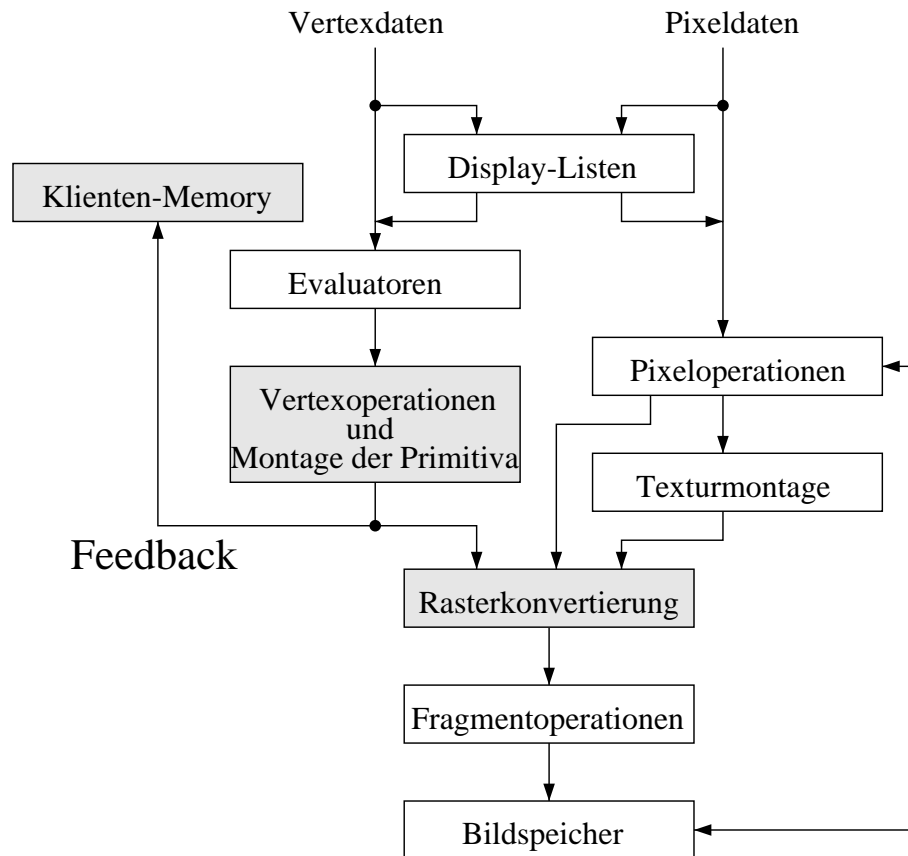 Vertexdaten
Pixeldaten
Display-Listen
Klienten-Memory
Evaluatoren
Pixeloperationen
Vertexoperationen
und
Montage der Primitiva
Texturmontage
Feedback
Rasterkonvertierung
Fragmentoperationen
Bildspeicher